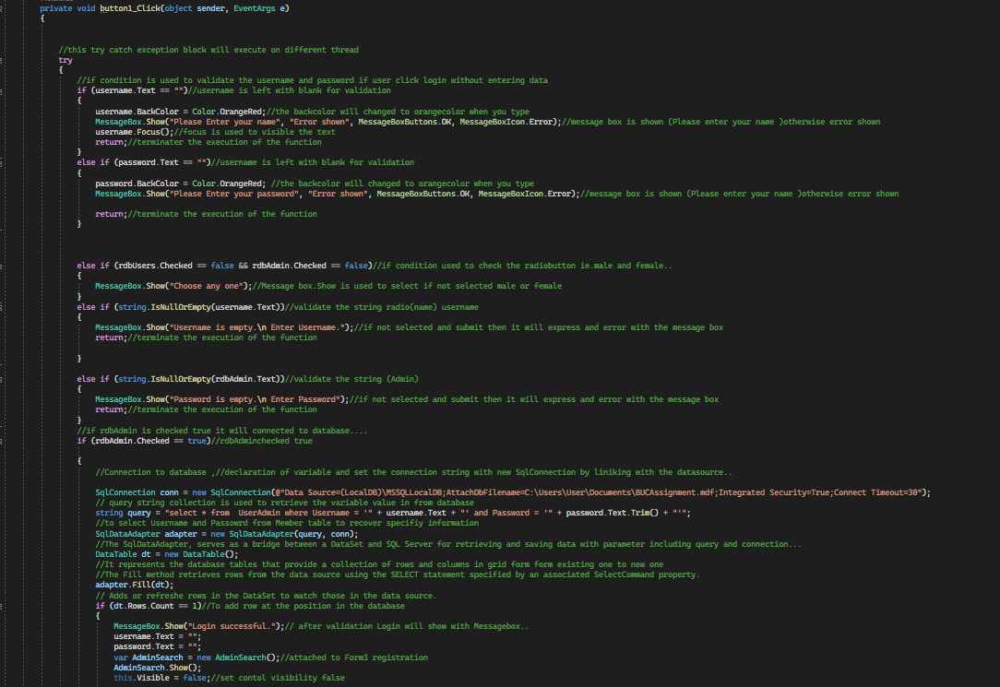 private void button1_Click(object sender, EventArgs e)
{
//this try catch exception block will execute on different thread
try
{
//if condition is used to validate the username and password if user click login without entering data
if (username.Text == "")//username is left with blank for validation
{
username.BackColor = Color.OrangeRed;//the backcolor will changed to orangecolor when you type
MessageBox.Show("Please Enter your name", "Error shown", MessageBoxButtons.OK, MessageBoxIcon.Error);//message box is shown (Please enter your name )otherwise error shown
username.Focus();//focus is used to visible the text
return;//terminater the execution of the function
}
else if (password.Text == "")//username is left with blank for validation
{
password.BackColor = Color.OrangeRed; //the backcolor will changed to orangecolor when you type
MessageBox.Show("Please Enter your password", "Error shown", MessageBoxButtons.OK, MessageBoxIcon.Error);//message box is shown (Please enter your name )otherwise error shown
return;//terminate the execution of the function
}
else if (rdbUsers.Checked == false && rdbAdmin.Checked == false)//if condition used to check the radiobutton ie.male and female..
{
MessageBox.Show("Choose any one");//Message box.Show is used to select if not selected male or female
}
else if (string.IsNullOrEmpty(username.Text))//validate the string radio(name) username
{
MessageBox.Show("Username is empty.\n Enter Username.");//if not selected and submit then it will express and error with the message box
return;//terminate the execution of the function
}
else if (string.IsNullOrEmpty(rdbAdmin.Text))//validate the string (Admin)
{
MessageBox.Show("Password is empty.\n Enter Password");//if not selected and submit then it will express and error with the message box
return;//terminate the execution of the function
}
//if rdbAdmin is checked true it will connected to database....
if (rdbAdmin.Checked == true)//rdbAdminchecked true
{
//Connection to database ,//declaration of variable and set the connection string with new SqlConnection by liniking with the datasource..
SqlConnection conn = new SqlConnection(@"Data Source=(LocalDB)\MSSQLLocalDB;AttachDbFilename=C:\Users\User\Documents\BUCAssignment.mdf;Integrated Security=True;Connect Timeout=30");
// query string collection is used to retrieve the variable value in from database
string query = "select * from  UserAdmin where Username = '" + username.Text + "' and Password = '" + password.Text.Trim() + "'";
//to select Username and Passowrd from Member table to recover specifiy information
SqlDataAdapter adapter = new SqlDataAdapter(query, conn);
//The SqlDataAdapter, serves as a bridge between a DataSet and SQL Server for retrieving and saving data with parameter including query and connection...
DataTable dt = new DataTable();
//It represents the database tables that provide a collection of rows and columns in grid form form existing one to new one
//The Fill method retrieves rows from the data source using the SELECT statement specified by an associated SelectCommand property.
adapter.Fill(dt);
// Adds or refreshe rows in the DataSet to match those in the data source.
if (dt.Rows.Count == 1)//To add row at the position in the database
{
MessageBox.Show("Login successful.");// after validation Login will show with Messagebox..
username.Text = "";
password.Text = "";
var AdminSearch = new AdminSearch();//attached to Form3 registration
AdminSearch.Show();
this.Visible = false;//set contol visibility false